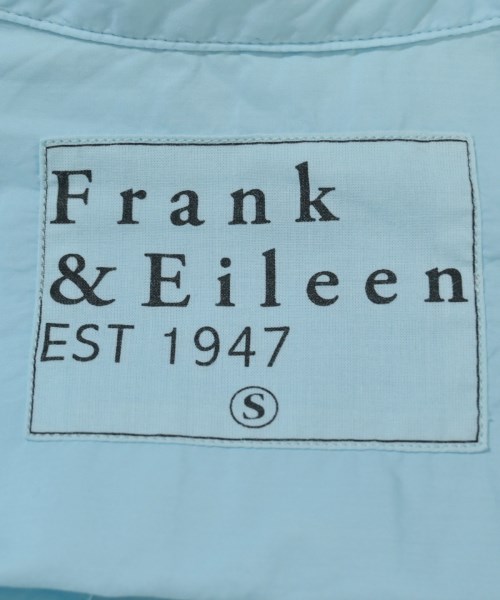 Frank
& Eileen
EST 1947
S